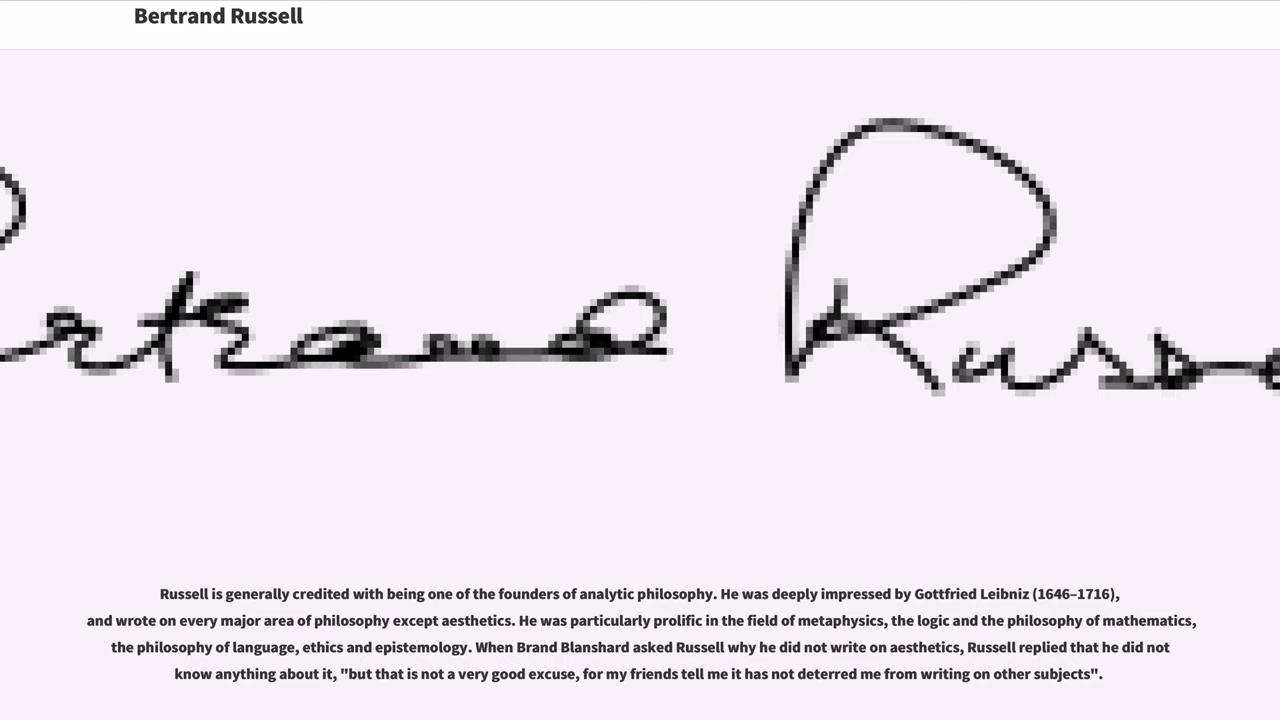 Bertrand Russell
ertrand Russe
Russell is generally credited with being one of the founders of analytic philosophy. He was deeply impressed by Gottfried Leibniz (1646–1716),
and wrote on every major area of philosophy except aesthetics. He was particularly prolific in the field of metaphysics, the logic and the philosophy of mathematics,
the philosophy of language, ethics and epistemology. When Brand Blanshard asked Russell why he did not write on aesthetics, Russell replied that he did not
know anything about it, "but that is not a very good excuse, for my friends tell me it has not deterred me from writing on other subjects".